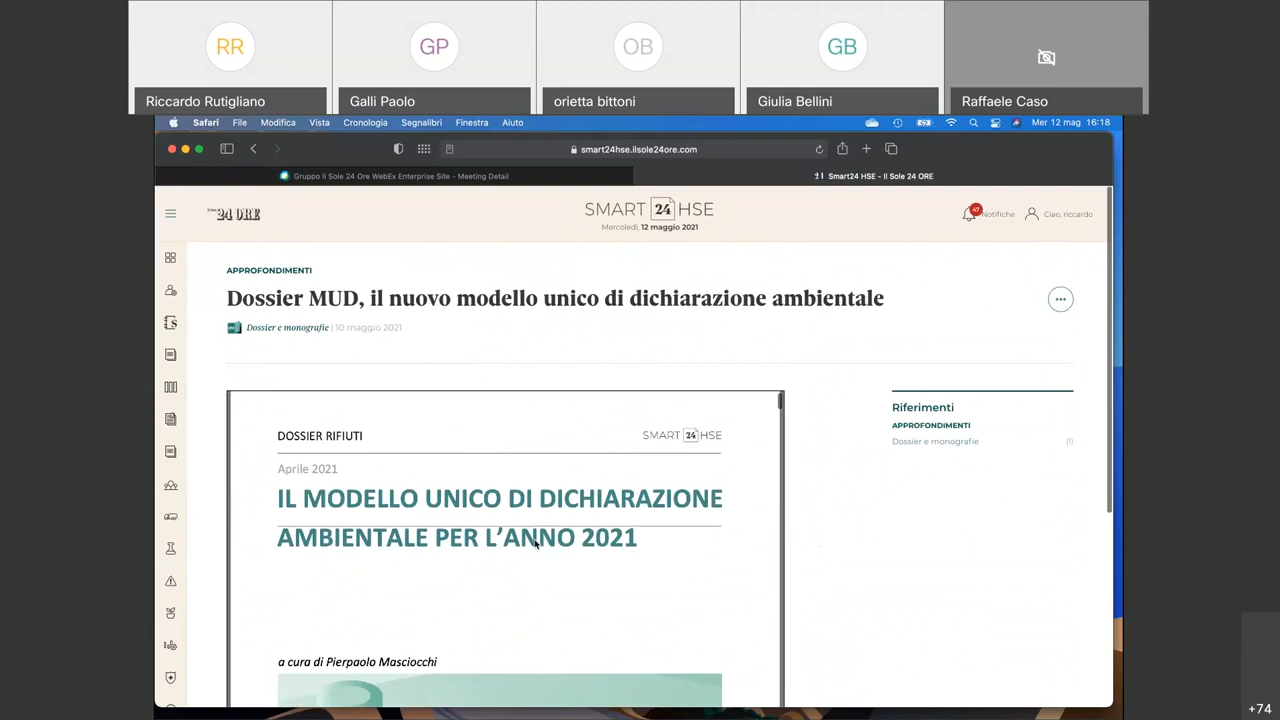 RR
GP
OB
GB
Riccardo Rutigliano
Galli Paolo
orietta bittoni
Giulia Bellini
Raffaele Caso
Safari File Modifica Vista Cronologia Segnalibri Finestra Aiuto
Mer 12 mag 16:18
smart24hse.ilsole24ore.com
Gruppo Il Sole 24 Ore WebEx Enterprise Site - Meeting Detail
Smart24 HSE - Il Sole 24 ORE
24 ORE
SMART 24 HSE
Mercoledì, 12 maggio 2021
47
Notifiche
Ciao, riccardo
APPROFONDIMENTI
Dossier MUD, il nuovo modello unico di dichiarazione ambientale
Dossier e monografie | 10 maggio 2021
DOSSIER RIFIUTI
SMART 24 HSE
Aprile 2021
IL MODELLO UNICO DI DICHIARAZIONE
AMBIENTALE PER L'ANNO 2021
a cura di Pierpaolo Masciocchi
Riferimenti
APPROFONDIMENTI
Dossier e monografie (1)
+74